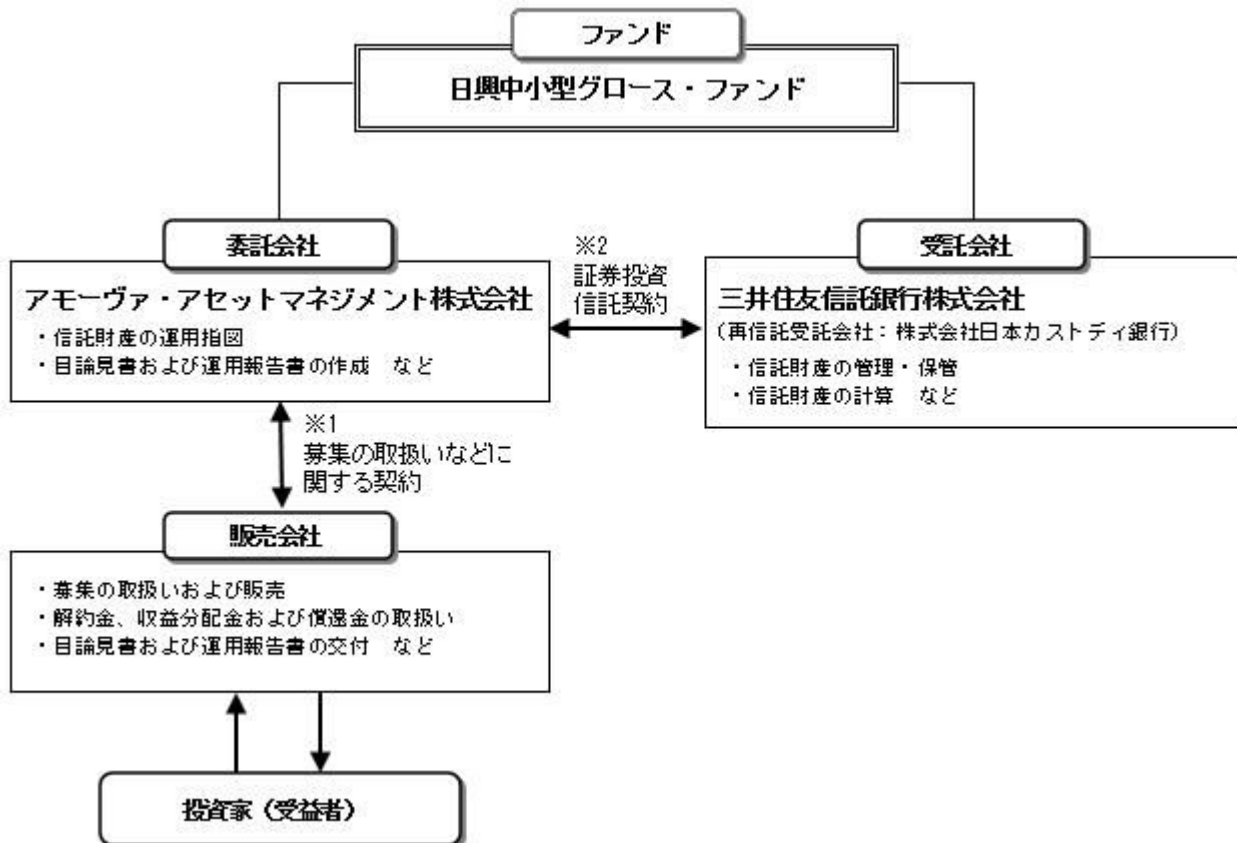 ファンド
日興中小型グロース・ファンド
委託会社
アモーヴァ・アセットマネジメント株式会社
・信託財産の運用指図
・目論見書および運用報告書の作成　など
※2
証券投資
信託契約
受託会社
三井住友信託銀行株式会社
(再信託受託会社：株式会社日本カストディ銀行)
・信託財産の管理・保管
・信託財産の計算　など
※1
募集の取扱いなどに
関する契約
販売会社
・募集の取扱いおよび販売
・解約金、収益分配金および償還金の取扱い
・目論見書および運用報告書の交付　など
投資家（受益者）